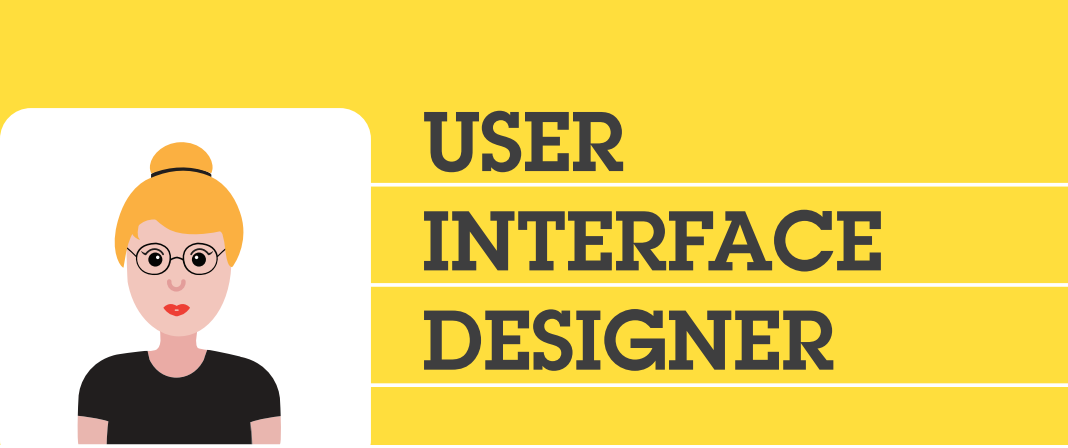 USER
INTERFACE
DESIGNER